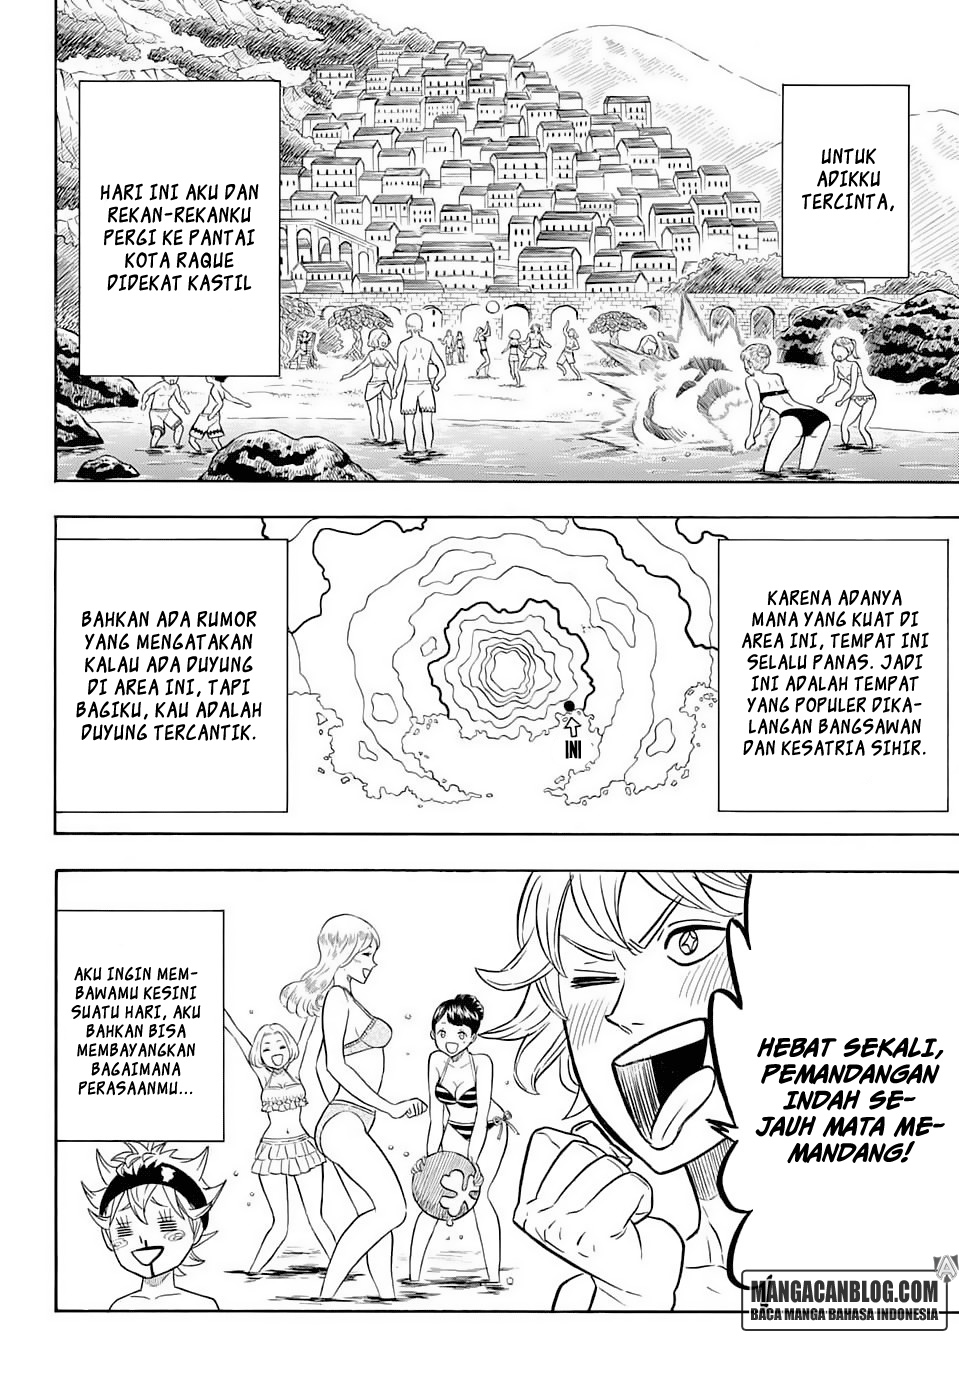 UNTUK
ADIKKU
TERCINTA,
HARI INI AKU DAN
REKAN-REKANKU
PERGI KE PANTAI
KOTA RAQUE
DIDEKAT KASTIL
KARENA ADANYA
MANA YANG KUAT DI
AREA INI, TEMPAT INI
SELALU PANAS. JADI
INI ADALAH TEMPAT
YANG POPULER DIKA-
LANGAN BANGSAWAN
DAN KESATRIA SIHIR.
INI
BAHKAN ADA RUMOR
YANG MENGATAKAN
KALAU ADA DUYUNG
DI AREA INI, TAPI
BAGIKU, KAU ADALAH
DUYUNG TERCANTIK.
HEBAT SEKALI,
PEMANDANGAN
INDAH SE-
JAUH MATA ME-
MANDANG!
AKU INGIN MEM-
BAWAMU KESINI
SUATU HARI, AKU
BAHKAN BISA
MEMBAYANGKAN
BAGAIMANA
PERASAANMU...
MANGACANBLOG.COM
BACA MANGA BAHASA INDONESIA